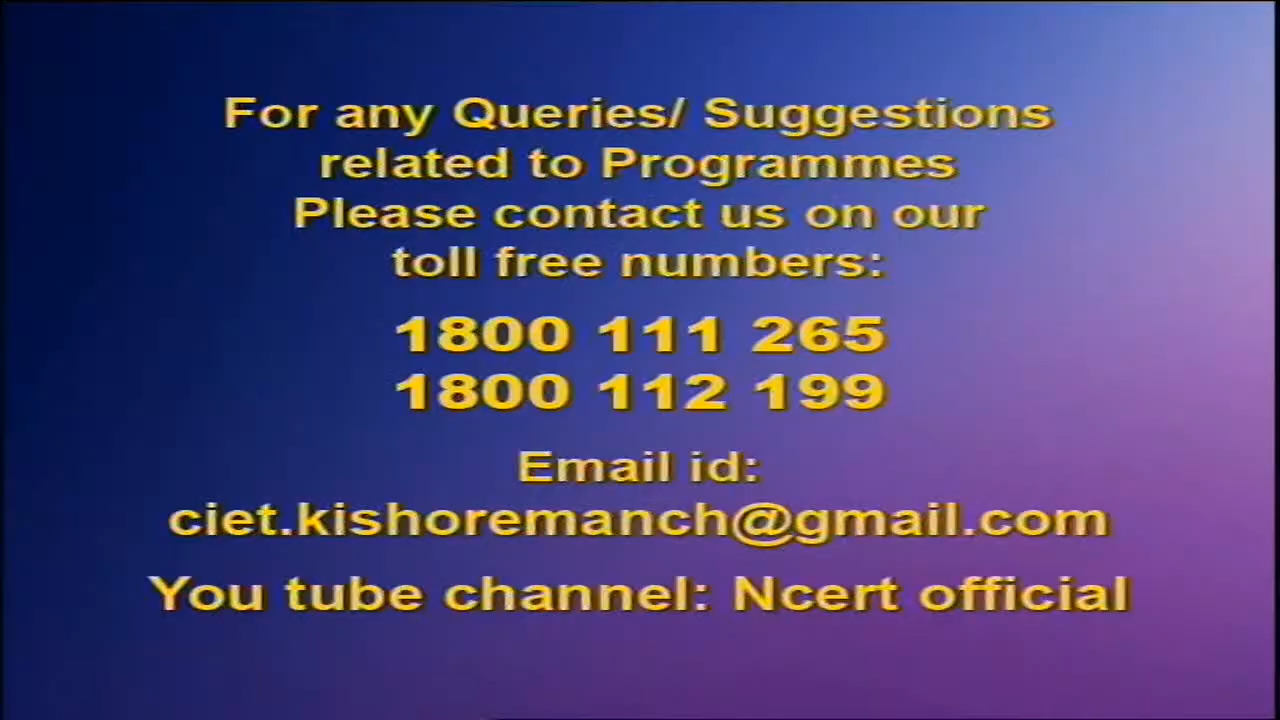 For any Queries/ Suggestions
related to Programmes
Please contact us on our
toll free numbers:
1800 111 265
1800 112 199
Email id:
ciet.kishoremanch@gmail.com
You tube channel: Ncert official